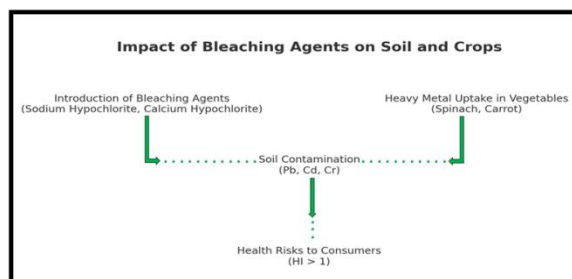 Impact of Bleaching Agents on Soil and Crops
Introduction of Bleaching Agents
(Sodium Hypochlorite, Calcium Hypochlorite)
Heavy Metal Uptake in Vegetables
(Spinach, Carrot)
Soil Contamination
(Pb, Cd, Cr)
Health Risks to Consumers
(HI > 1)